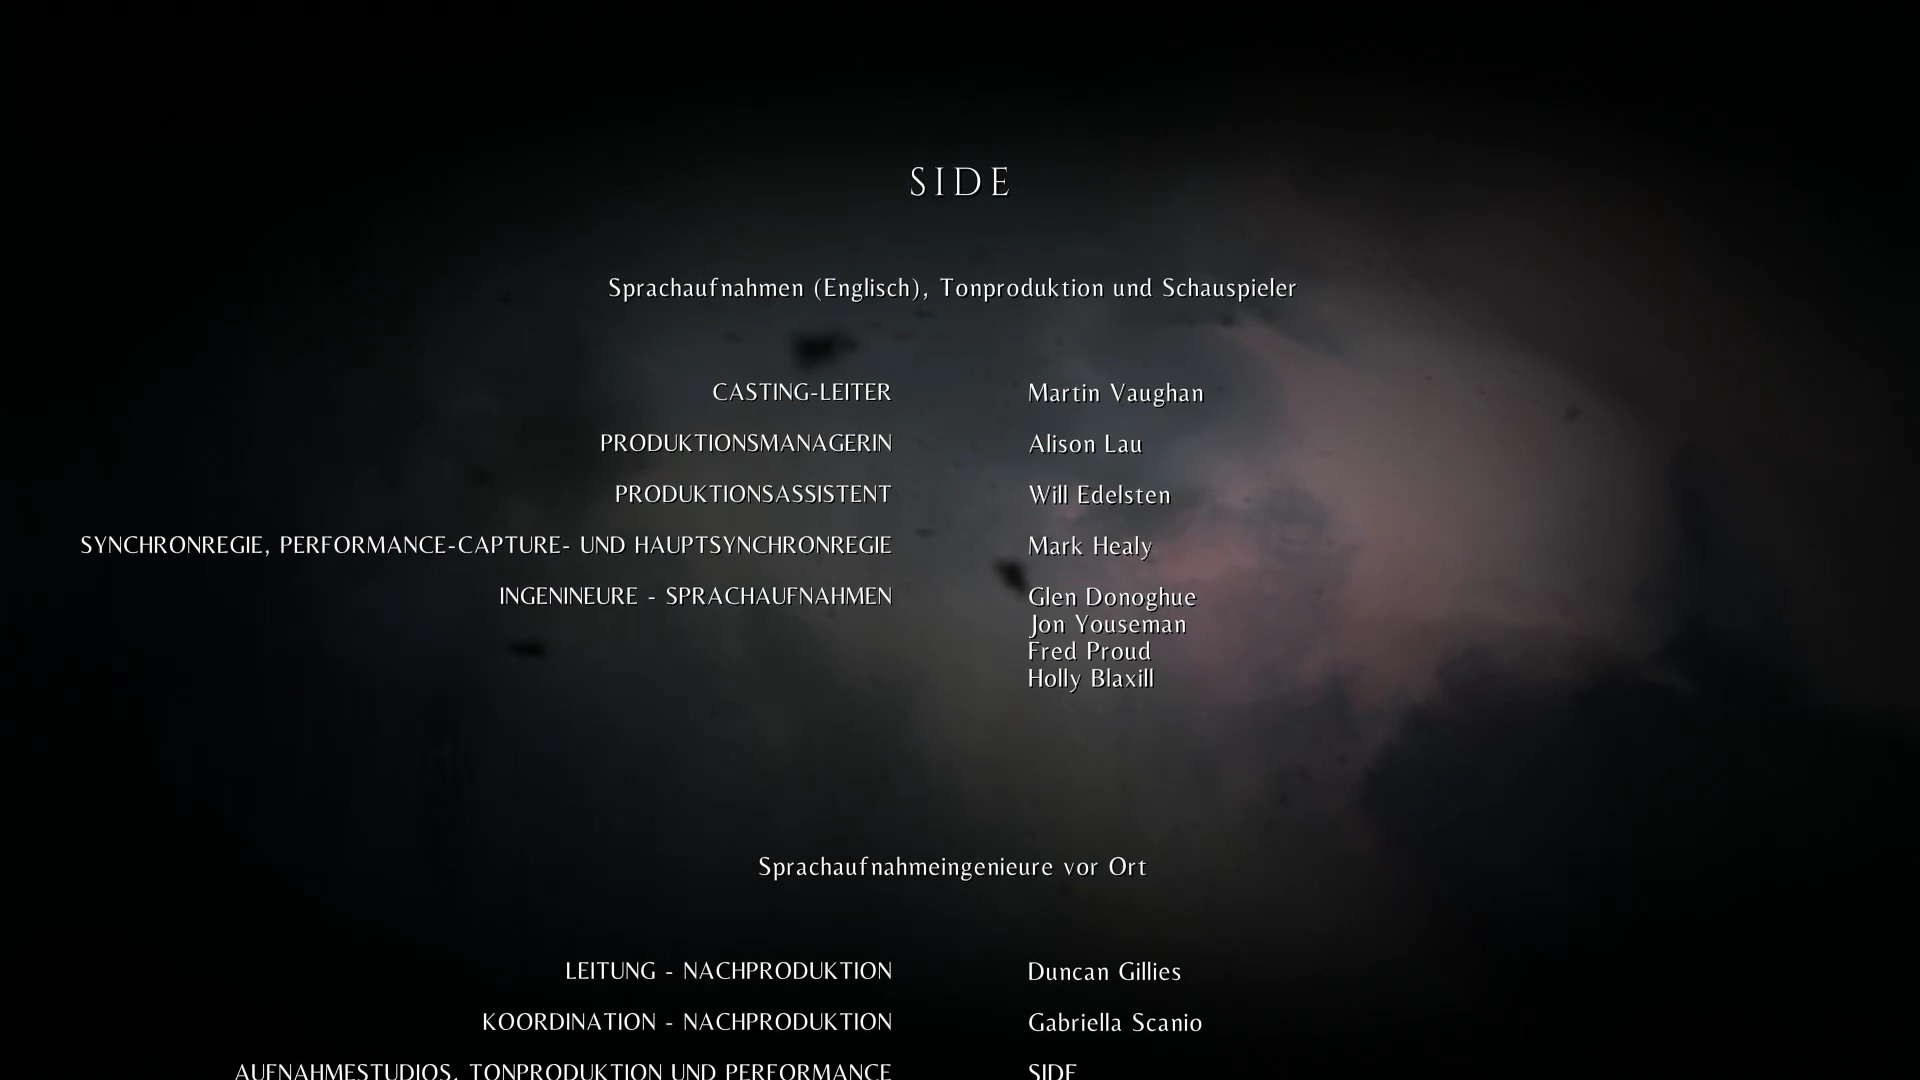 SIDE
Sprachaufnahmen (Englisch), Tonproduktion und Schauspieler
CASTING-LEITER Martin Vaughan
PRODUKTIONSMANAGERIN Alison Lau
PRODUKTIONSASSISTENT Will Edelsten
SYNCHRONREGIE, PERFORMANCE-CAPTURE- UND HAUPTSYNCHRONREGIE Mark Healy
INGENINEURE - SPRACHAUFNAHMEN Glen Donoghue
Jon Youseman
Fred Proud
Holly Blaxill
Sprachaufnahmeingenieure vor Ort
LEITUNG - NACHPRODUKTION Duncan Gillies
KOORDINATION - NACHPRODUKTION Gabriella Scanio
AUFNAHMESTUDIOS, TONPRODUKTION UND PERFORMANCE SIDE